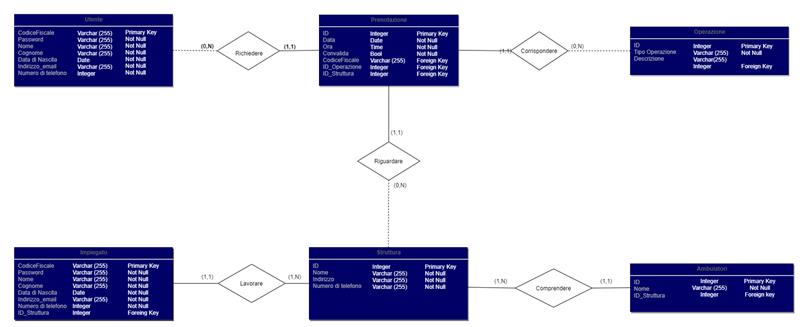 Utente
CodiceFiscale Varchar (255) Primary Key
Password Varchar (255) Not Null
Nome Varchar (255) Not Null
Cognome Varchar (255) Not Null
Data di Nascita Date Not Null
Indirizzo_email Varchar (255) Not Null
Numero di telefono Integer Not Null
(0,N)
Richiedere
(1,1)
Prenotazione
ID Integer Primary Key
Data Date Not Null
Ora Time Not Null
Convalida Bool Not Null
CodiceFiscale Varchar (255) Foreign Key
ID_Operazione Integer Foreign Key
ID_Struttura Integer Foreign Key
(1,1)
Corrispondere
(0,N)
Operazione
ID Integer Primary Key
Tipo Operazione Varchar (255) Not Null
Descrizione Varchar(255)
Integer Foreign Key
(1,1)
Riguardare
(0,N)
Impiegato
CodiceFiscale Varchar (255) Primary Key
Password Varchar (255) Not Null
Nome Varchar (255) Not Null
Cognome Varchar (255) Not Null
Data di Nascita Date Not Null
Indirizzo_email Varchar (255) Not Null
Numero di telefono Integer Not Null
ID_Struttura Integer Foreing Key
(1,1)
Lavorare
(1,N)
Struttura
ID Integer Primary Key
Nome Varchar (255) Not Null
Indirizzo Varchar (255) Not Null
Numero di telefono Varchar (255) Not Null
(1,N)
Comprendere
(1,1)
Ambulatori
ID Integer Primary Key
Nome Varchar (255) Not Null
ID_Struttura Integer Foreign key